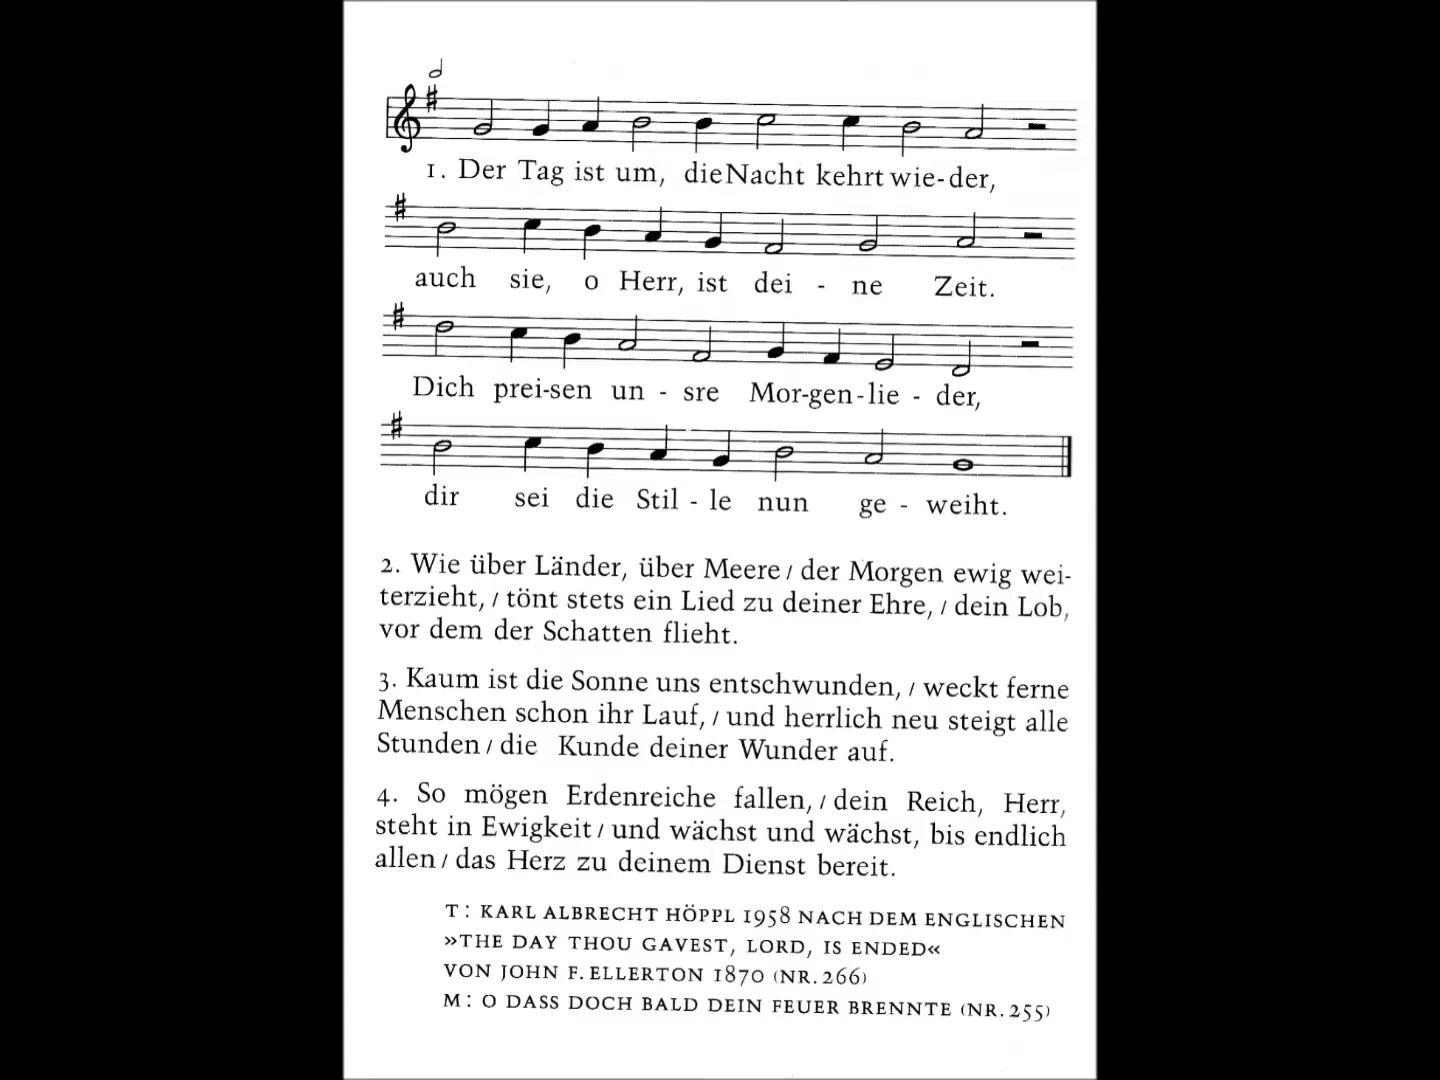 1. Der Tag ist um, die Nacht kehrt wie-der,
auch sie, o Herr, ist dei - ne Zeit.
Dich prei-sen un - sre Mor-gen-lie - der,
dir sei die Stil - le nun ge - weiht.
2. Wie über Länder, über Meere / der Morgen ewig wei-
terzieht, / tönt stets ein Lied zu deiner Ehre, / dein Lob,
vor dem der Schatten flieht.
3. Kaum ist die Sonne uns entschwunden, / weckt ferne
Menschen schon ihr Lauf, / und herrlich neu steigt alle
Stunden / die Kunde deiner Wunder auf.
4. So mögen Erdenreiche fallen, / dein Reich, Herr,
steht in Ewigkeit / und wächst und wächst, bis endlich
allen / das Herz zu deinem Dienst bereit.
T: KARL ALBRECHT HÖPPL 1958 NACH DEM ENGLISCHEN
»THE DAY THOU GAVEST, LORD, IS ENDED«
VON JOHN F. ELLERTON 1870 (NR. 266)
M: O DASS DOCH BALD DEIN FEUER BRENNTE (NR. 255)